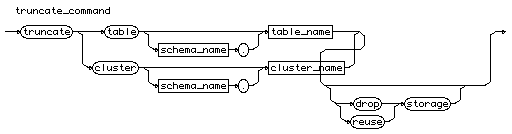 truncate_command
truncate table table_name
schema_name .
cluster cluster_name
schema_name .
drop storage
reuse